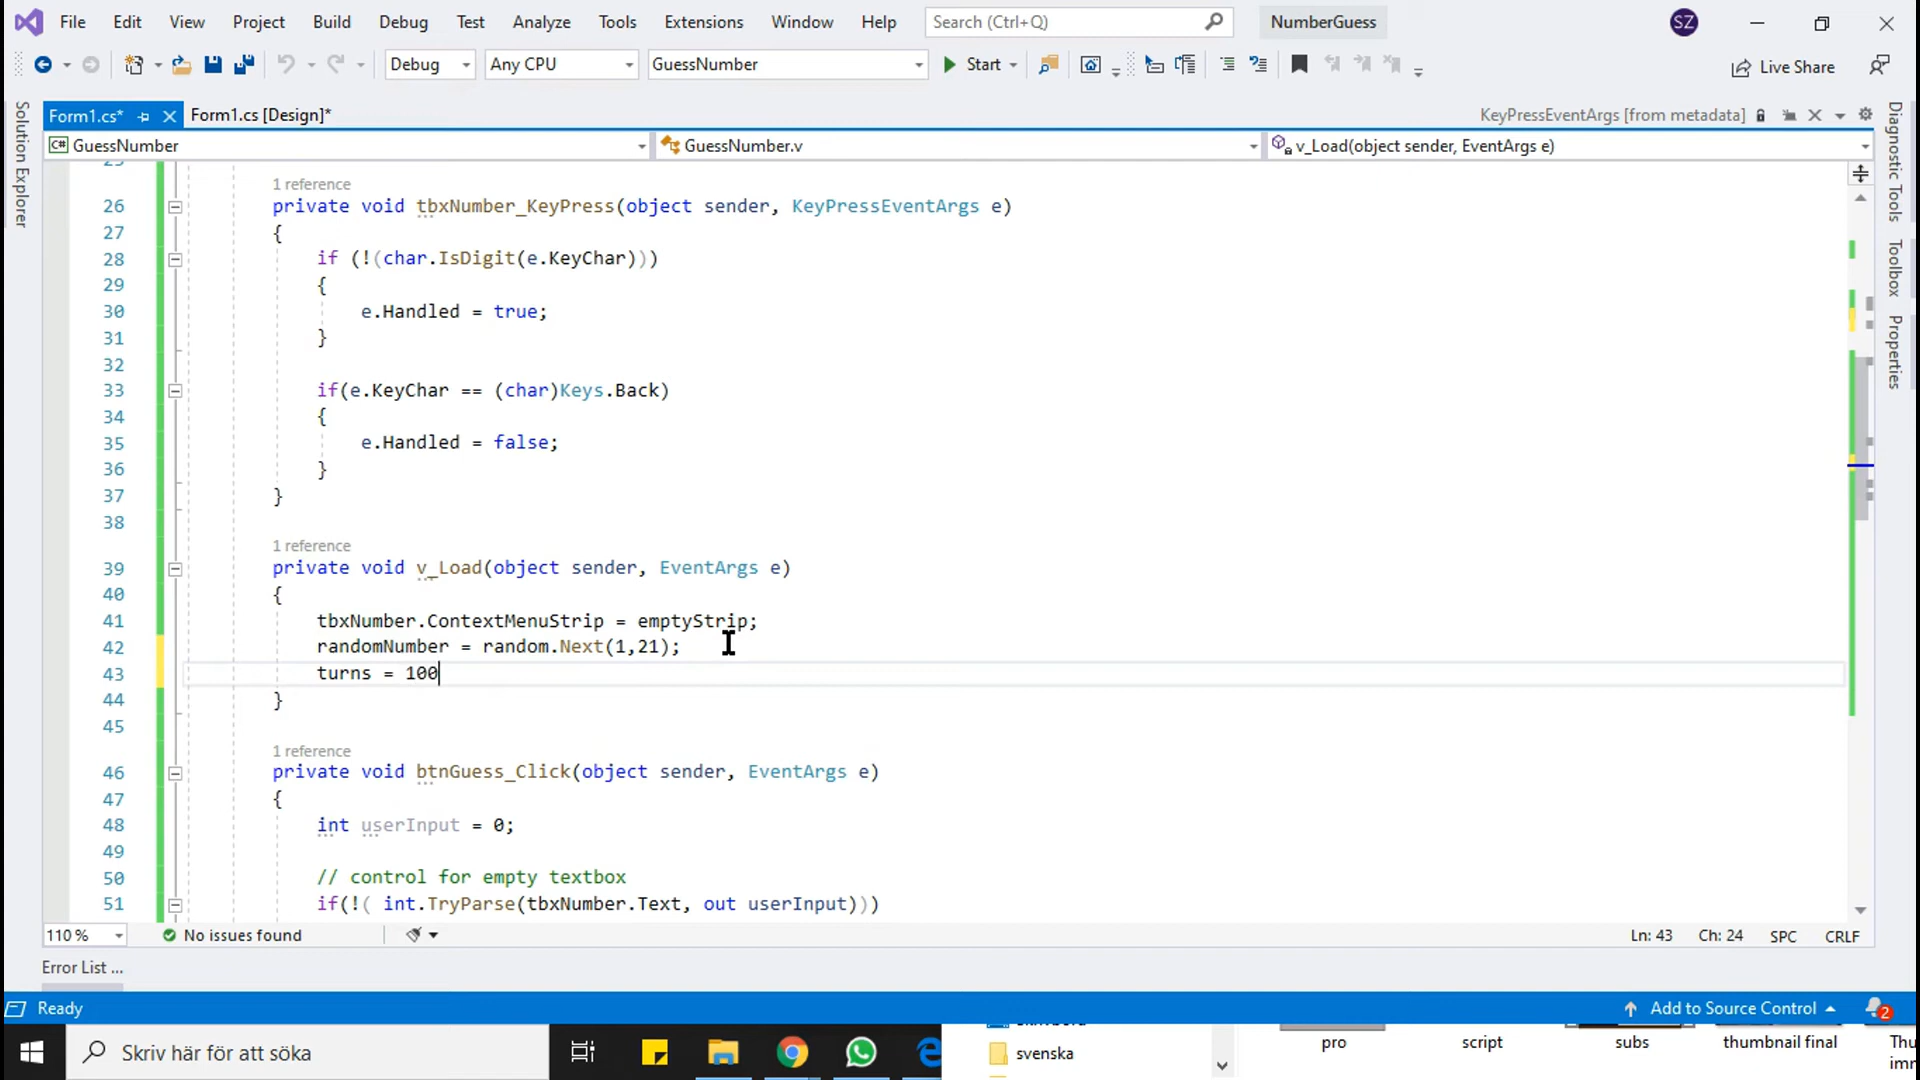 File Edit View Project Build Debug Test Analyze Tools Extensions Window Help Search (Ctrl+Q) NumberGuess SZ
Debug Any CPU GuessNumber Start Live Share
Form1.cs* Form1.cs [Design]* KeyPressEventArgs [from metadata]
C# GuessNumber GuessNumber.v v_Load(object sender, EventArgs e)
Solution Explorer
Diagnostic Tools
Toolbox
Properties
25
1 reference
26 private void tbxNumber_KeyPress(object sender, KeyPressEventArgs e)
27 {
28 if (!(char.IsDigit(e.KeyChar)))
29 {
30 e.Handled = true;
31 }
32
33 if(e.KeyChar == (char)Keys.Back)
34 {
35 e.Handled = false;
36 }
37 }
38
1 reference
39 private void v_Load(object sender, EventArgs e)
40 {
41 tbxNumber.ContextMenuStrip = emptyStrip;
42 randomNumber = random.Next(1,21);
43 turns = 100
44 }
45
1 reference
46 private void btnGuess_Click(object sender, EventArgs e)
47 {
48 int userInput = 0;
49
50 // control for empty textbox
51 if(!( int.TryParse(tbxNumber.Text, out userInput)))
110 % No issues found Ln: 43 Ch: 24 SPC CRLF
Error List ...
Ready Add to Source Control 2
Skriv här för att söka
svenska
pro script subs thumbnail final Thu
imm